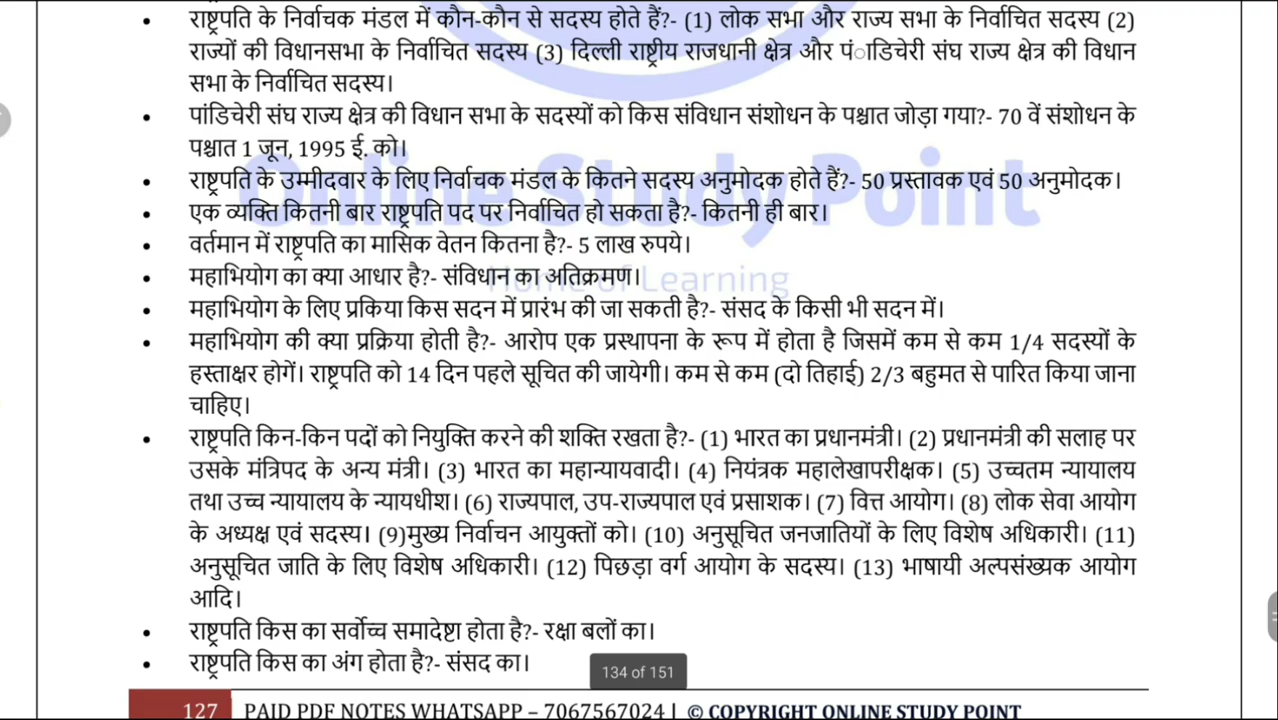 • राष्ट्रपति के निर्वाचक मंडल में कौन-कौन से सदस्य होते हैं?- (1) लोक सभा और राज्य सभा के निर्वाचित सदस्य (2)
राज्यों की विधानसभा के निर्वाचित सदस्य (3) दिल्ली राष्ट्रीय राजधानी क्षेत्र और पंाडिचेरी संघ राज्य क्षेत्र की विधान
सभा के निर्वाचित सदस्य।
• पांडिचेरी संघ राज्य क्षेत्र की विधान सभा के सदस्यों को किस संविधान संशोधन के पश्चात जोड़ा गया?- 70 वें संशोधन के
पश्चात 1 जून, 1995 ई. को।
Online Study Point
• राष्ट्रपति के उम्मीदवार के लिए निर्वाचक मंडल के कितने सदस्य अनुमोदक होते हैं?- 50 प्रस्तावक एवं 50 अनुमोदक।
• एक व्यक्ति कितनी बार राष्ट्रपति पद पर निर्वाचित हो सकता है?- कितनी ही बार।
• वर्तमान में राष्ट्रपति का मासिक वेतन कितना है?- 5 लाख रुपये।
Home of Learning
• महाभियोग का क्या आधार है?- संविधान का अतिक्रमण।
• महाभियोग के लिए प्रकिया किस सदन में प्रारंभ की जा सकती है?- संसद के किसी भी सदन में।
• महाभियोग की क्या प्रक्रिया होती है?- आरोप एक प्रस्थापना के रूप में होता है जिसमें कम से कम 1/4 सदस्यों के
हस्ताक्षर होगें। राष्ट्रपति को 14 दिन पहले सूचित की जायेगी। कम से कम (दो तिहाई) 2/3 बहुमत से पारित किया जाना
चाहिए।
• राष्ट्रपति किन-किन पदों को नियुक्ति करने की शक्ति रखता है?- (1) भारत का प्रधानमंत्री। (2) प्रधानमंत्री की सलाह पर
उसके मंत्रिपद के अन्य मंत्री। (3) भारत का महान्यायवादी। (4) नियंत्रक महालेखापरीक्षक। (5) उच्चतम न्यायालय
तथा उच्च न्यायालय के न्यायधीश। (6) राज्यपाल, उप-राज्यपाल एवं प्रसाशक। (7) वित्त आयोग। (8) लोक सेवा आयोग
के अध्यक्ष एवं सदस्य। (9)मुख्य निर्वाचन आयुक्तों को। (10) अनुसूचित जनजातियों के लिए विशेष अधिकारी। (11)
अनुसूचित जाति के लिए विशेष अधिकारी। (12) पिछड़ा वर्ग आयोग के सदस्य। (13) भाषायी अल्पसंख्यक आयोग
आदि।
• राष्ट्रपति किस का सर्वोच्च समादेष्टा होता है?- रक्षा बलों का।
• राष्ट्रपति किस का अंग होता है?- संसद का।
134 of 151
127 PAID PDF NOTES WHATSAPP – 7067567024 | © COPYRIGHT ONLINE STUDY POINT